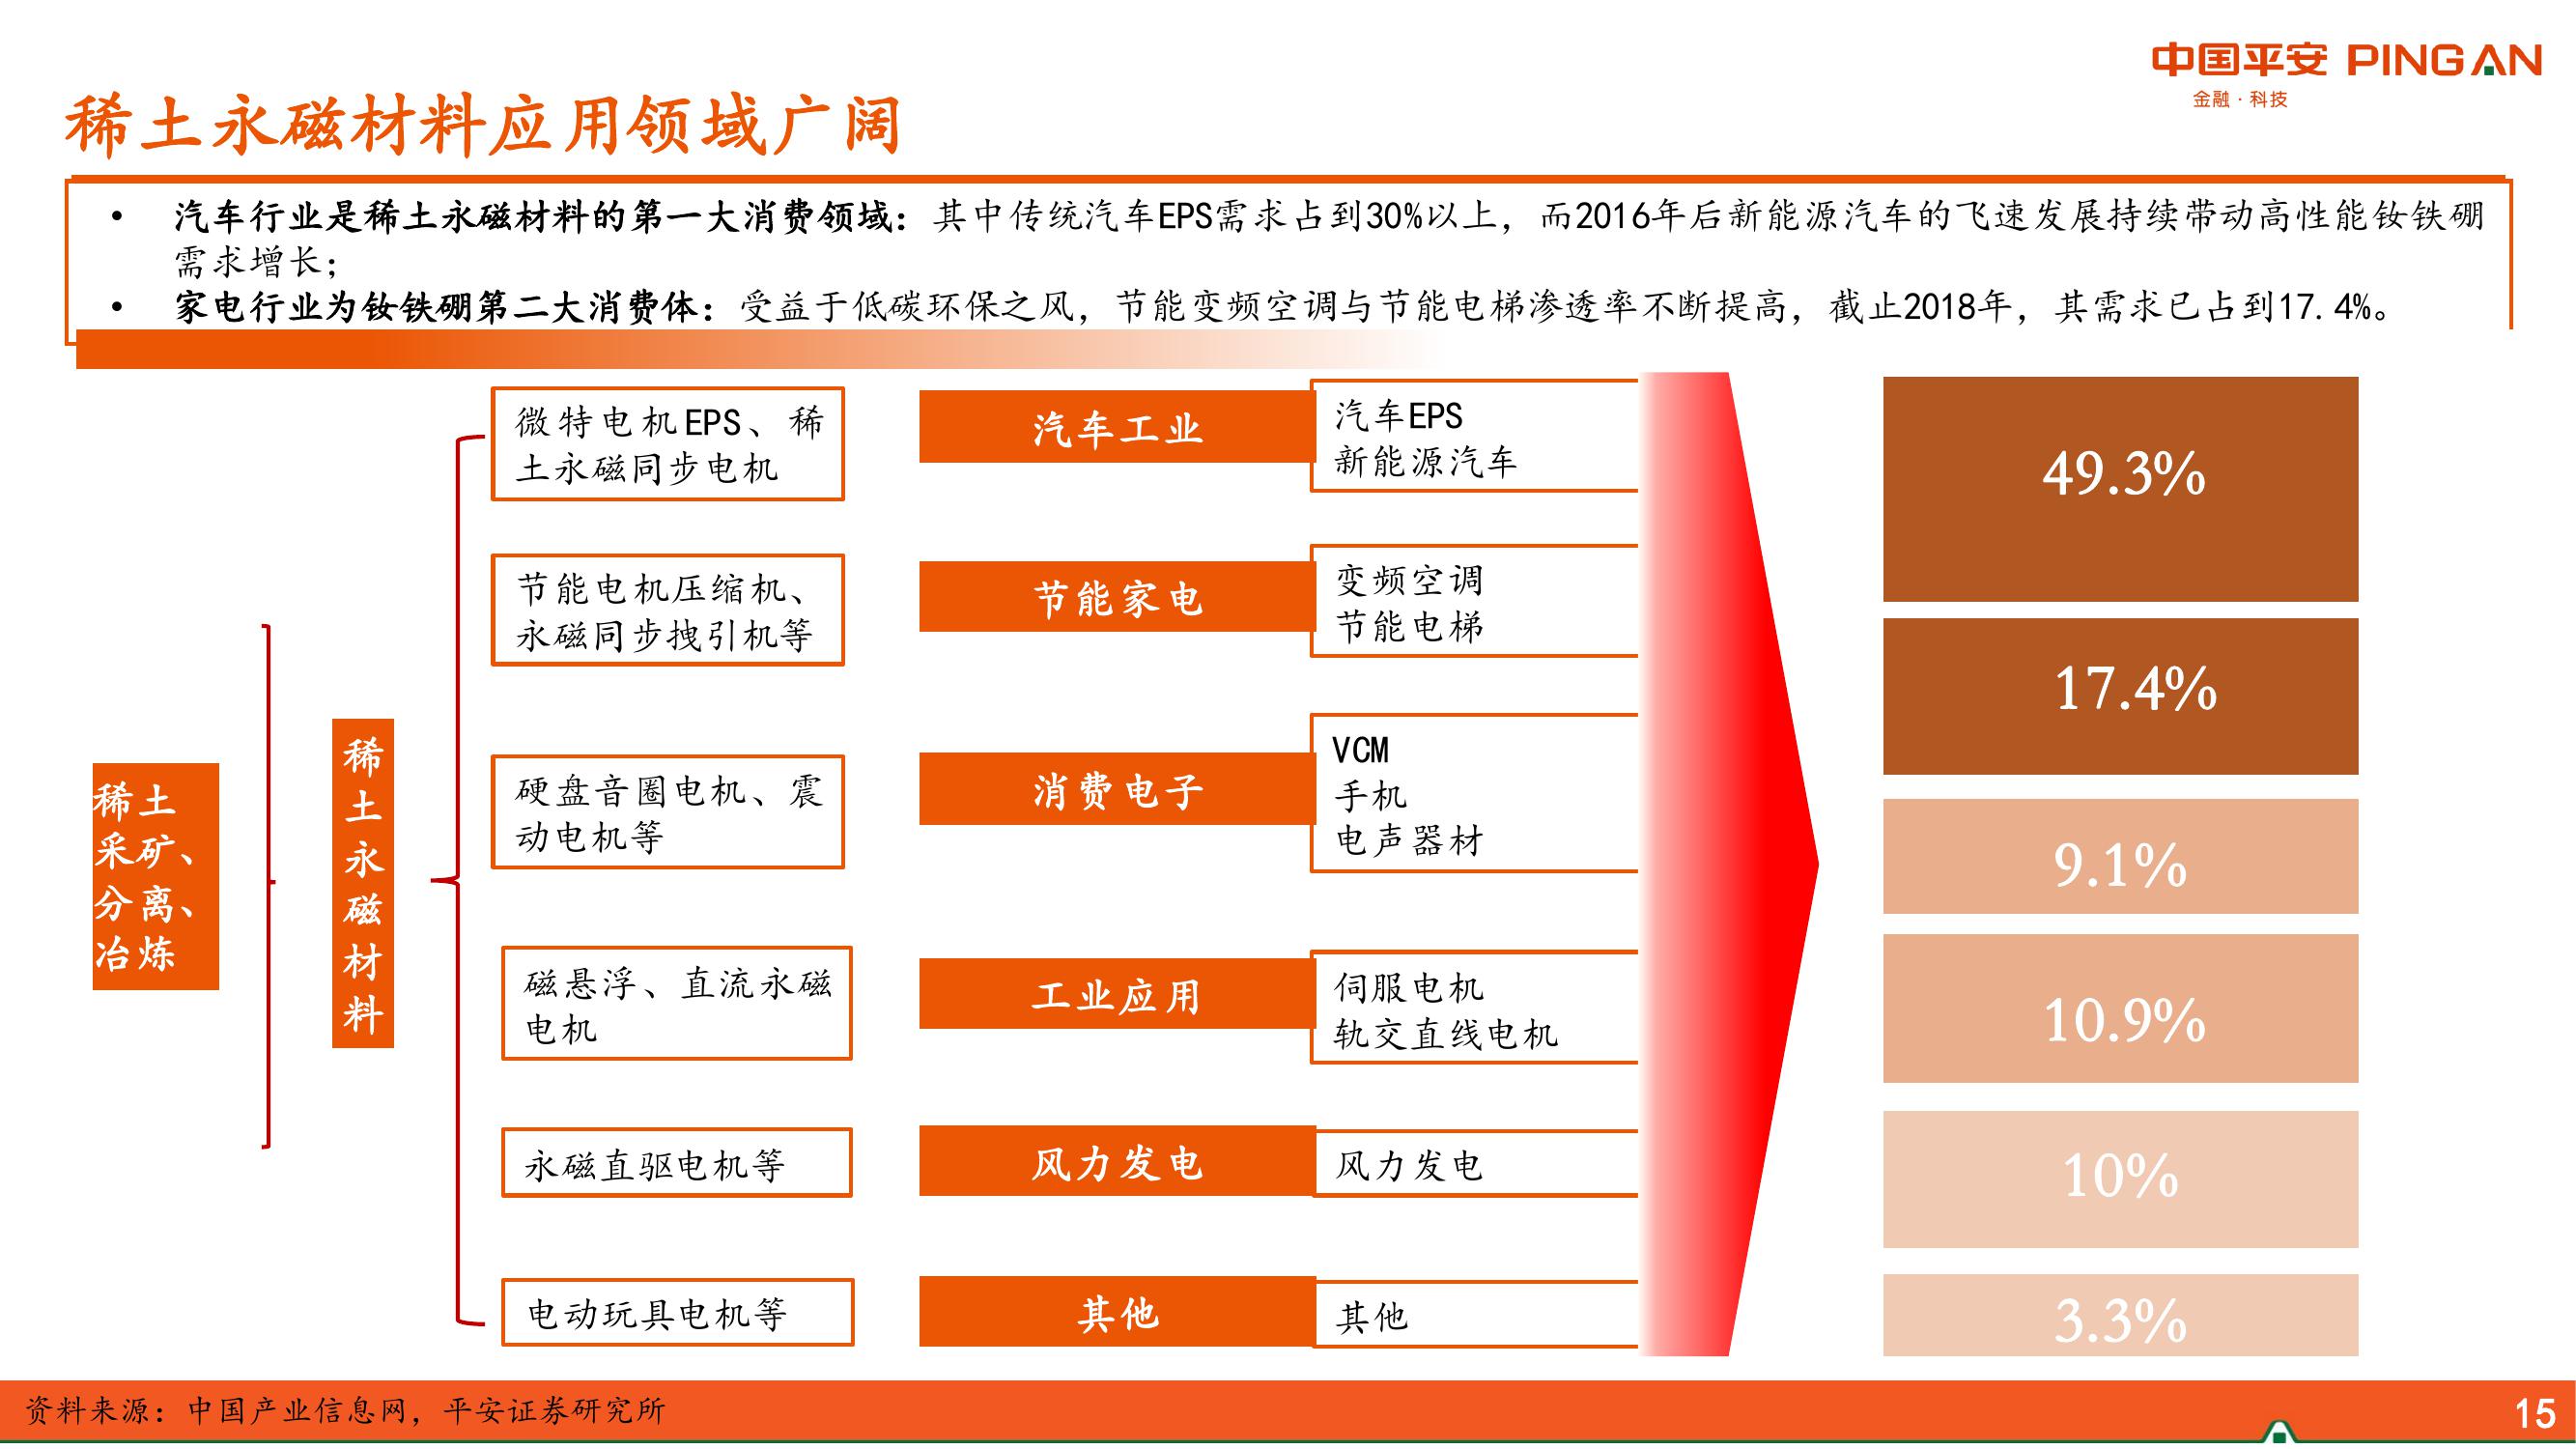 中国平安 PING AN
金融·科技
稀土永磁材料应用领域广阔
• 汽车行业是稀土永磁材料的第一大消费领域：其中传统汽车EPS需求占到30%以上，而2016年后新能源汽车的飞速发展持续带动高性能钕铁硼
需求增长；
• 家电行业为钕铁硼第二大消费体：受益于低碳环保之风，节能变频空调与节能电梯渗透率不断提高，截止2018年，其需求已占到17.4%。
稀土
采矿、
分离、
冶炼
稀
土
永
磁
材
料
微特电机EPS、稀
土永磁同步电机
汽车工业
汽车EPS
新能源汽车
49.3%
节能电机压缩机、
永磁同步拽引机等
节能家电
变频空调
节能电梯
17.4%
硬盘音圈电机、震
动电机等
消费电子
VCM
手机
电声器材
9.1%
磁悬浮、直流永磁
电机
工业应用
伺服电机
轨交直线电机
10.9%
永磁直驱电机等
风力发电
风力发电
10%
电动玩具电机等
其他
其他
3.3%
资料来源：中国产业信息网，平安证券研究所
15